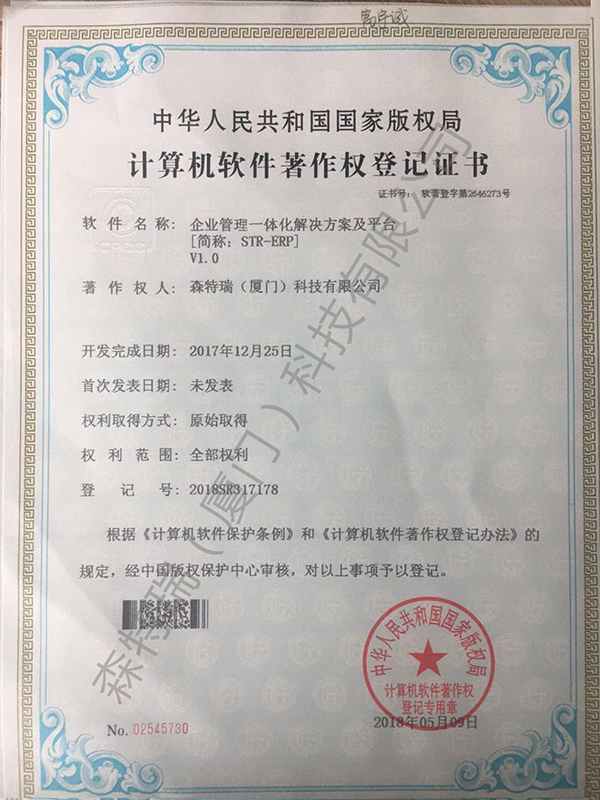 中华人民共和国国家版权局
计算机软件著作权登记证书
证书号： 软著登字第2646273号
软件名称： 企业管理一体化解决方案及平台
[简称：STR-ERP]
V1.0
著作权人： 森特瑞（厦门）科技有限公司
开发完成日期： 2017年12月25日
首次发表日期： 未发表
权利取得方式： 原始取得
权利范围： 全部权利
登记号： 2018SR317178
根据《计算机软件保护条例》和《计算机软件著作权登记办法》的
规定，经中国版权保护中心审核，对以上事项予以登记。
中华人民共和国国家版权局
计算机软件著作权
登记专用章
2018年05月09日
No. 02545780
森特瑞（厦门）科技有限公司